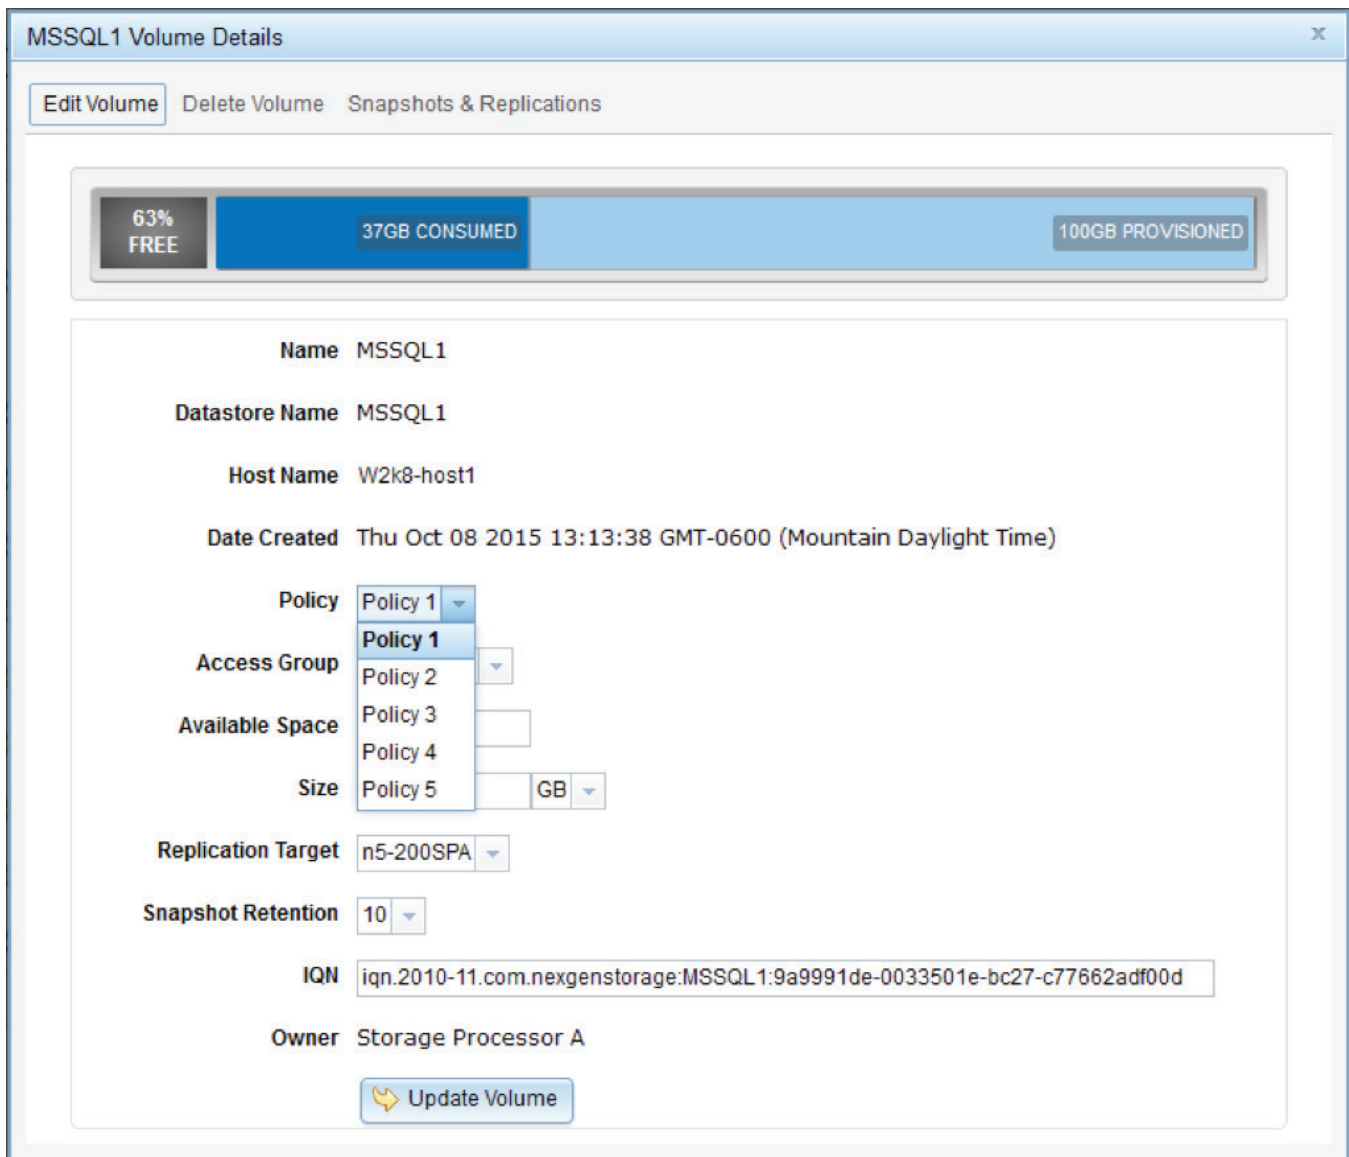 MSSQL1 Volume Details x
Edit Volume Delete Volume Snapshots & Replications
63%
FREE
37GB CONSUMED 100GB PROVISIONED
Name MSSQL1
Datastore Name MSSQL1
Host Name W2k8-host1
Date Created Thu Oct 08 2015 13:13:38 GMT-0600 (Mountain Daylight Time)
Policy Policy 1
Policy 1
Access Group
Policy 2
Policy 3
Available Space
Policy 4
Size Policy 5 GB
Replication Target n5-200SPA
Snapshot Retention 10
IQN iqn.2010-11.com.nexgenstorage:MSSQL1:9a9991de-0033501e-bc27-c77662adf00d
Owner Storage Processor A
Update Volume